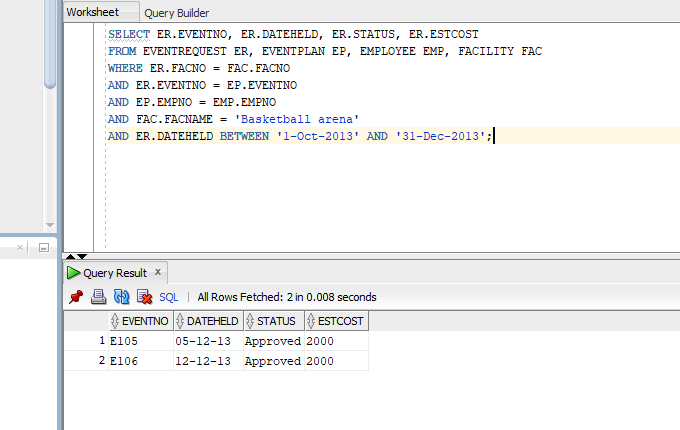 Worksheet Query Builder
SELECT ER.EVENTNO, ER.DATEHELD, ER.STATUS, ER.ESTCOST
FROM EVENTREQUEST ER, EVENTPLAN EP, EMPLOYEE EMP, FACILITY FAC
WHERE ER.FACNO = FAC.FACNO
AND ER.EVENTNO = EP.EVENTNO
AND EP.EMPNO = EMP.EMPNO
AND FAC.FACNAME = 'Basketball arena'
AND ER.DATEHELD BETWEEN '1-Oct-2013' AND '31-Dec-2013';
Query Result x
SQL | All Rows Fetched: 2 in 0.008 seconds
EVENTNO DATEHELD STATUS ESTCOST
1 E105 05-12-13 Approved 2000
2 E106 12-12-13 Approved 2000